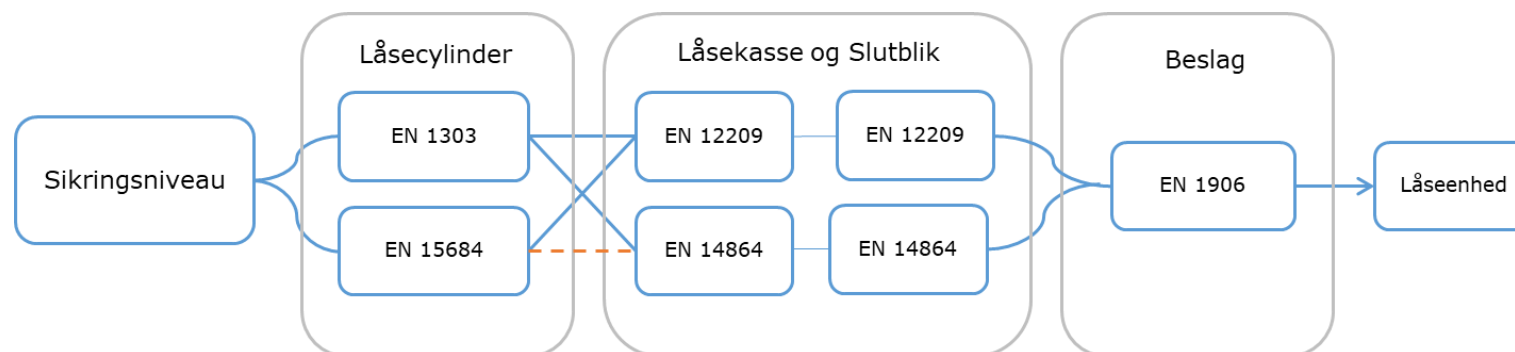 Sikringsniveau
Låsecylinder
EN 1303
EN 15684
Låsekasse og Slutblik
EN 12209
EN 12209
EN 14864
EN 14864
Beslag
EN 1906
Låseenhed